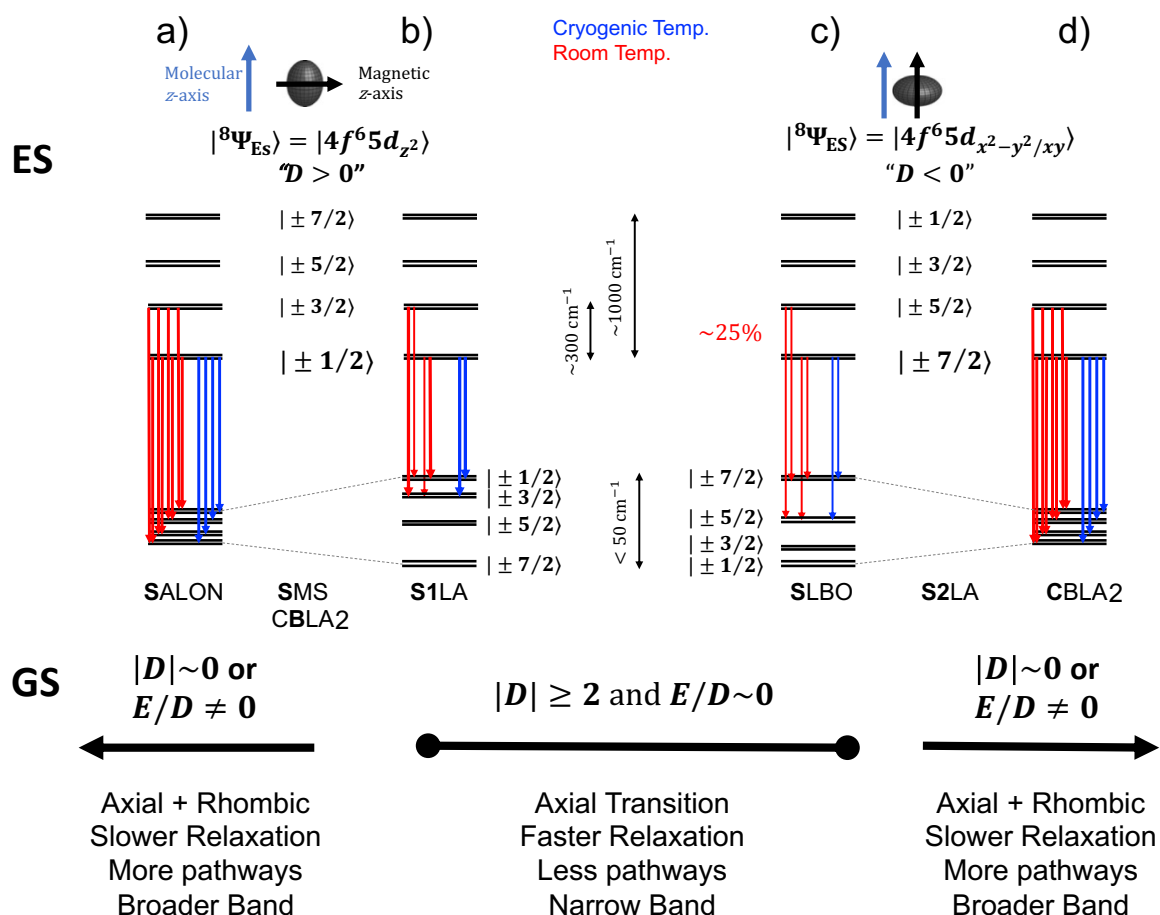 a)
b)
Cryogenic Temp.
Room Temp.
c)
d)
Molecular
z-axis
Magnetic
z-axis
|⁸Ψ_Es⟩ = |4f⁶5d_z²⟩
"D > 0"
|⁸Ψ_ES⟩ = |4f⁶5d_x²−y²/xy⟩
"D < 0"
ES
| ± 7/2⟩
| ± 5/2⟩
| ± 3/2⟩
| ± 1/2⟩
~300 cm⁻¹
~1000 cm⁻¹
~25%
| ± 1/2⟩
| ± 3/2⟩
| ± 5/2⟩
| ± 7/2⟩
| ± 1/2⟩
| ± 3/2⟩
| ± 5/2⟩
| ± 7/2⟩
< 50 cm⁻¹
| ± 7/2⟩
| ± 5/2⟩
| ± 3/2⟩
| ± 1/2⟩
SALON
SMS
CBLA2
S1LA
SLBO
S2LA
CBLA2
GS
|D|~0 or
E/D ≠ 0
|D| ≥ 2 and E/D~0
|D|~0 or
E/D ≠ 0
Axial + Rhombic
Slower Relaxation
More pathways
Broader Band
Axial Transition
Faster Relaxation
Less pathways
Narrow Band
Axial + Rhombic
Slower Relaxation
More pathways
Broader Band